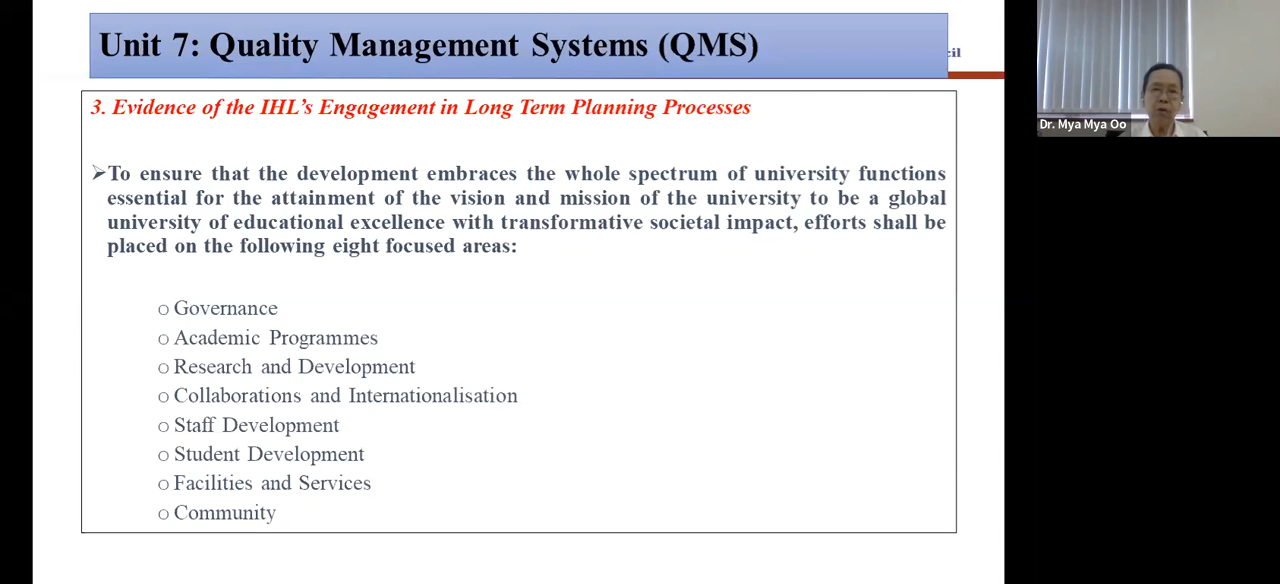 Unit 7: Quality Management Systems (QMS)
cil
3. Evidence of the IHL's Engagement in Long Term Planning Processes
➢To ensure that the development embraces the whole spectrum of university functions
essential for the attainment of the vision and mission of the university to be a global
university of educational excellence with transformative societal impact, efforts shall be
placed on the following eight focused areas:
o Governance
o Academic Programmes
o Research and Development
o Collaborations and Internationalisation
o Staff Development
o Student Development
o Facilities and Services
o Community
Dr. Mya Mya Oo